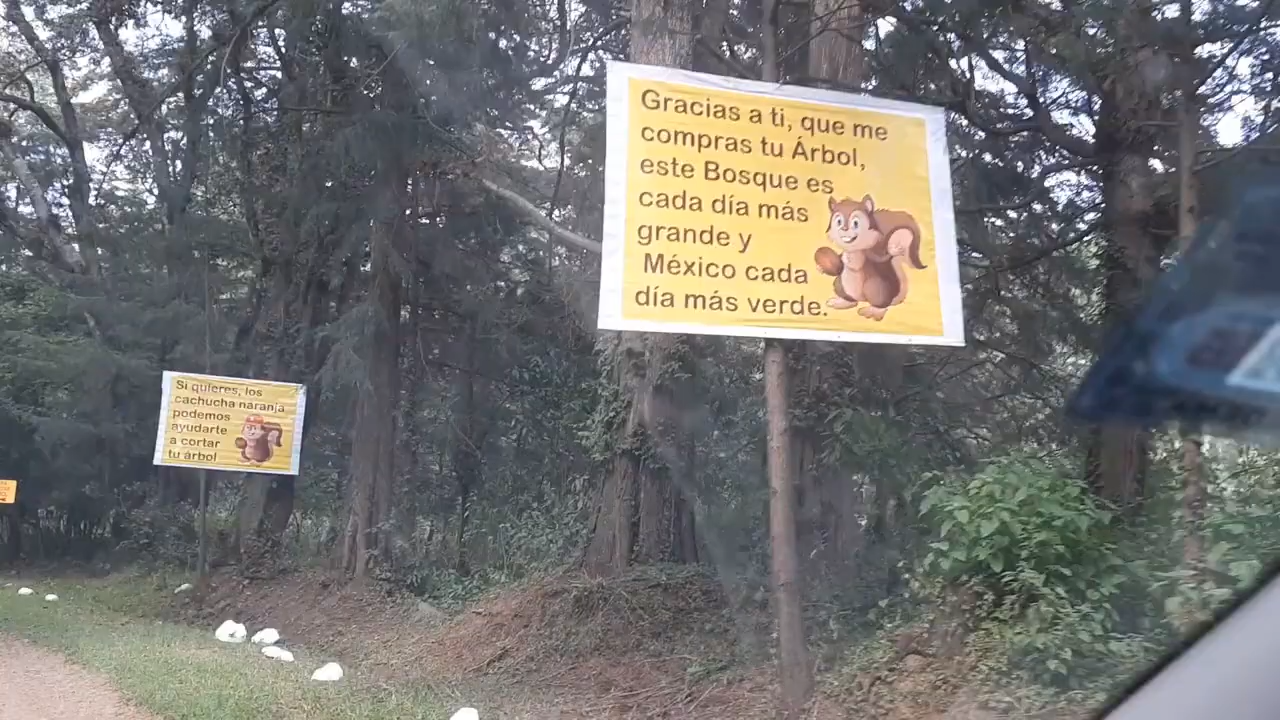 Gracias a ti, que me
compras tu Árbol,
este Bosque es
cada día más
grande y
México cada
día más verde.
Si quieres, los
cachucha naranja
podemos
ayudarte
a cortar
tu árbol